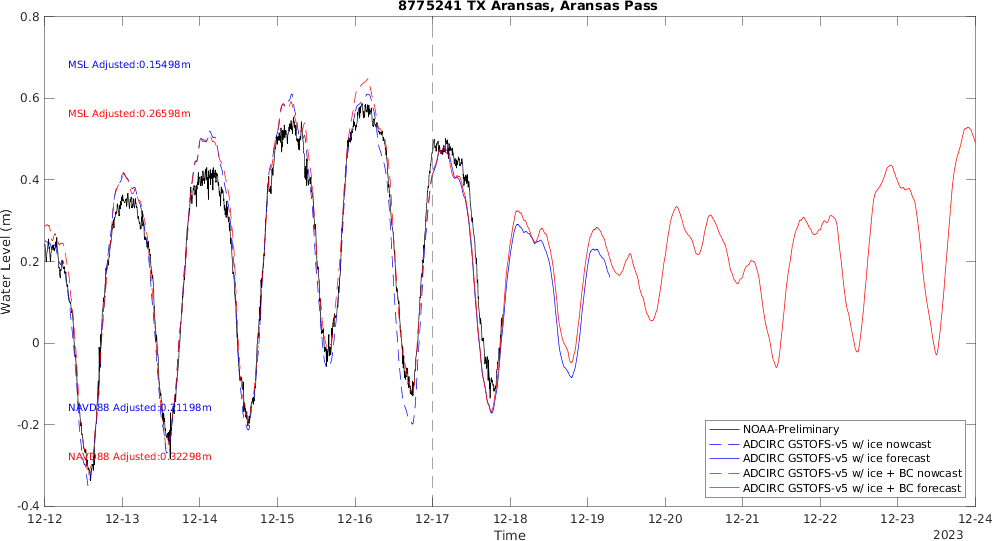 8775241 TX Aransas, Aransas Pass
0.8
0.6
0.4
0.2
0
-0.2
-0.4
Water Level (m)
MSL Adjusted:0.15498m
MSL Adjusted:0.26598m
NAVD88 Adjusted:0.21198m
NAVD88 Adjusted:0.32298m
NOAA-Preliminary
ADCIRC GSTOFS-v5 w/ ice nowcast
ADCIRC GSTOFS-v5 w/ ice forecast
ADCIRC GSTOFS-v5 w/ ice + BC nowcast
ADCIRC GSTOFS-v5 w/ ice + BC forecast
12-12 12-13 12-14 12-15 12-16 12-17 12-18 12-19 12-20 12-21 12-22 12-23 12-24
Time
2023